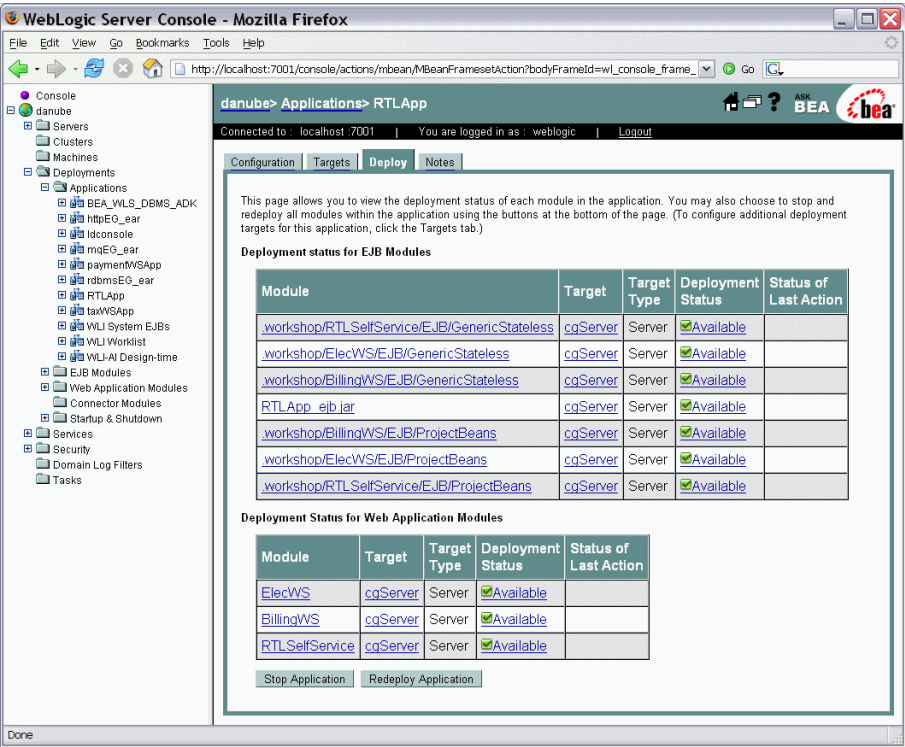 WebLogic Server Console - Mozilla Firefox
File Edit View Go Bookmarks Tools Help
http://localhost:7001/console/actions/mbean/MBeanFramesetAction?bodyFrameId=wl_console_frame_ Go
Console
danube
Servers
Clusters
Machines
Deployments
Applications
BEA_WLS_DBMS_ADK
httpEG_ear
ldconsole
mqEG_ear
paymentWSApp
rdbmsEG_ear
RTLApp
taxWSApp
WLI System EJBs
WLI Worklist
WLI-AI Design-time
EJB Modules
Web Application Modules
Connector Modules
Startup & Shutdown
Services
Security
Domain Log Filters
Tasks
danube> Applications> RTLApp
ASK BEA
bea
Connected to : localhost :7001 | You are logged in as : weblogic | Logout
Configuration Targets Deploy Notes
This page allows you to view the deployment status of each module in the application. You may also choose to stop and
redeploy all modules within the application using the buttons at the bottom of the page. (To configure additional deployment
targets for this application, click the Targets tab.)
Deployment status for EJB Modules
Module Target Target Type Deployment Status Status of Last Action
.workshop/RTLSelfService/EJB/GenericStateless cgServer Server Available
.workshop/ElecWS/EJB/GenericStateless cgServer Server Available
.workshop/BillingWS/EJB/GenericStateless cgServer Server Available
RTLApp_ejb.jar cgServer Server Available
.workshop/BillingWS/EJB/ProjectBeans cgServer Server Available
.workshop/ElecWS/EJB/ProjectBeans cgServer Server Available
.workshop/RTLSelfService/EJB/ProjectBeans cgServer Server Available
Deployment Status for Web Application Modules
Module Target Target Type Deployment Status Status of Last Action
ElecWS cgServer Server Available
BillingWS cgServer Server Available
RTLSelfService cgServer Server Available
Stop Application Redeploy Application
Done